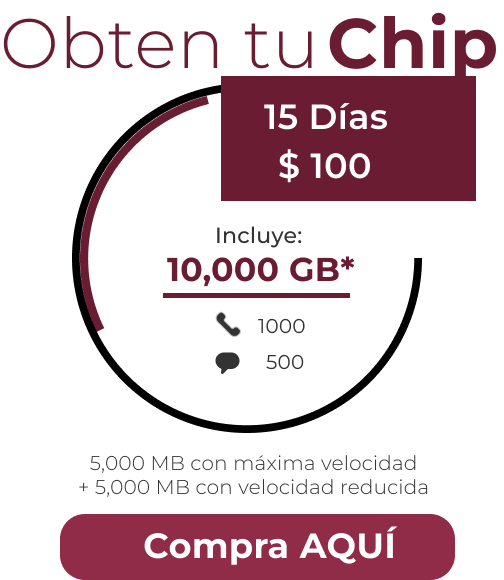 Obten tu Chip
15 Días
$ 100
Incluye:
10,000 GB*
1000
500
5,000 MB con máxima velocidad
+ 5,000 MB con velocidad reducida
Compra AQUÍ